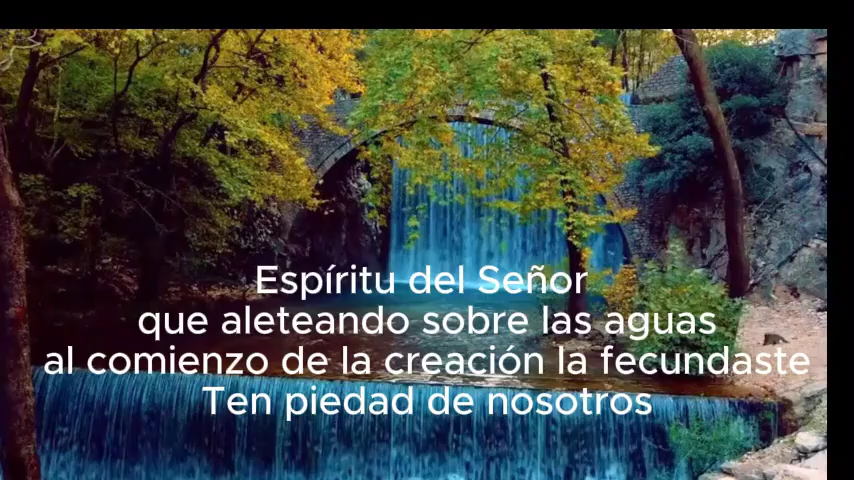 Espíritu del Señor
que aleteando sobre las aguas
al comienzo de la creación la fecundaste
Ten piedad de nosotros